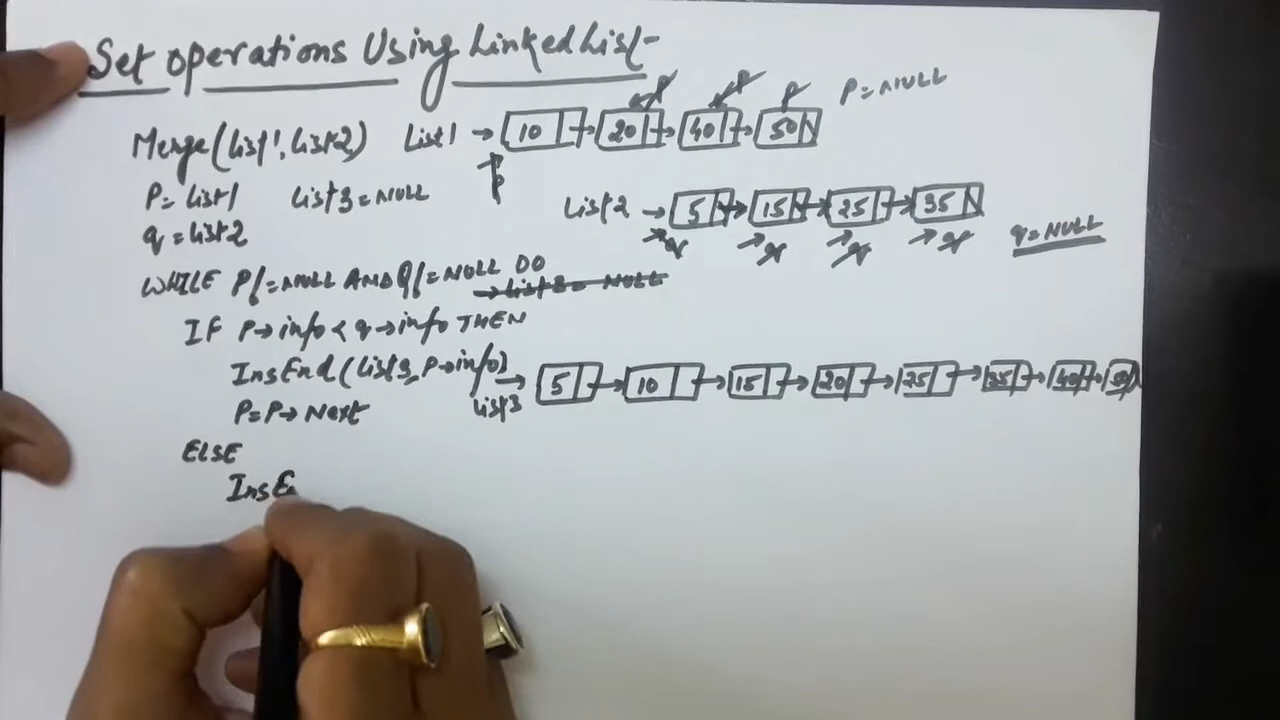 Set operations Using Linked List-
P = NULL
Merge(List1, List2) List1 → 10 20 40 50
P
P = List1 List3 = NULL
List2 → 5 15 25 35
q = List2
q q q q q = NULL
WHILE P!=NULL AND Q!=NULL DO
→ List3 = NULL
IF P→info < q→info THEN
InsEnd(List3, P→info)
List3 → 5 10 15 20 25 35 40 50
P=P→Next
ELSE
InsE